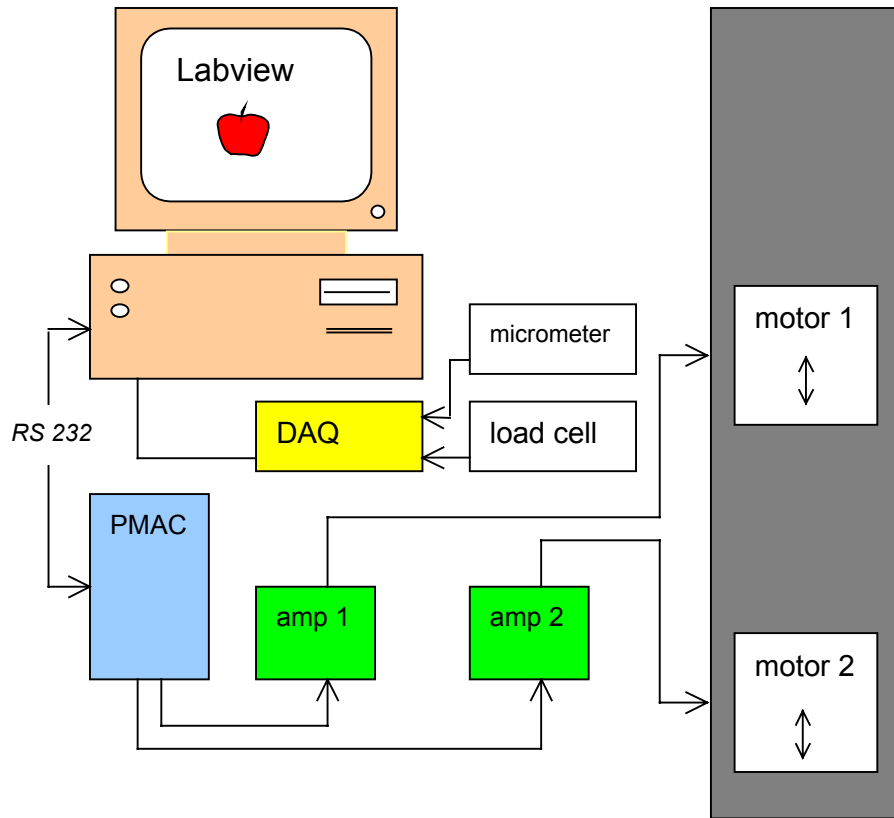 Labview
motor 1
micrometer
RS 232
DAQ
load cell
PMAC
amp 1
amp 2
motor 2